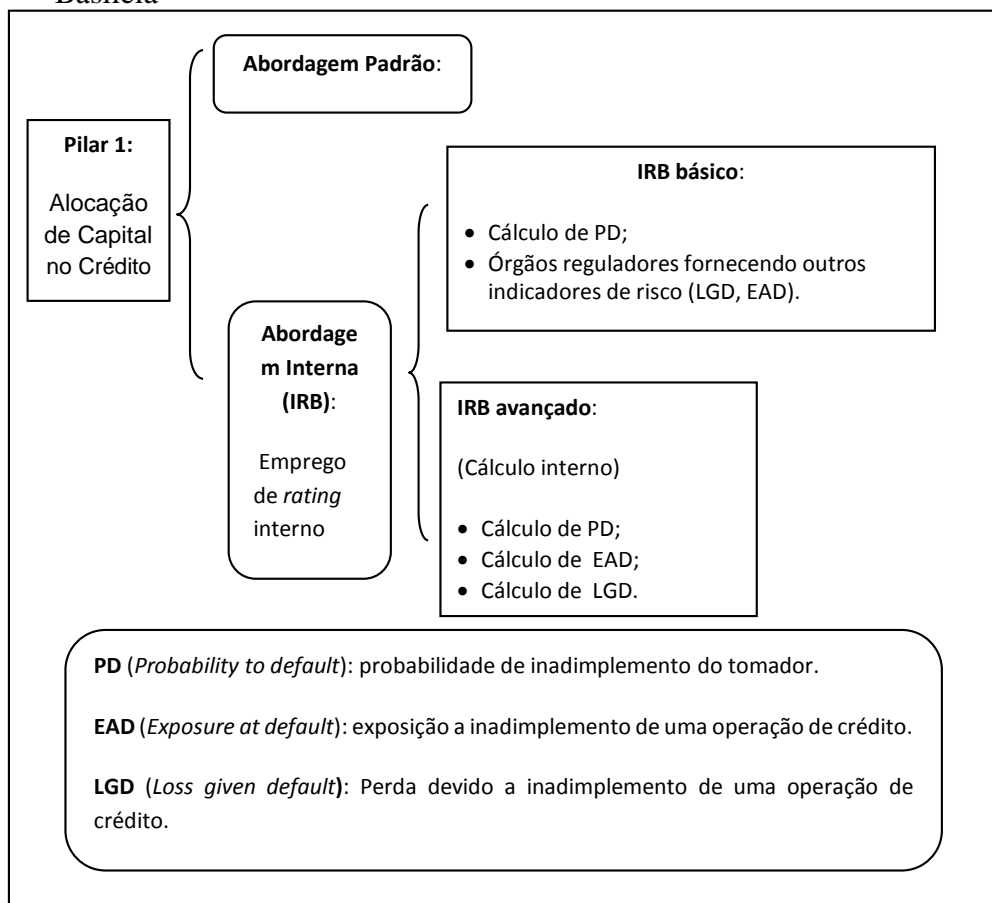 Abordagem Padrão:
Pilar 1:
Alocação
de Capital
no Crédito
Abordage
m Interna
(IRB):
Emprego
de rating
interno
IRB básico:
• Cálculo de PD;
• Órgãos reguladores fornecendo outros
indicadores de risco (LGD, EAD).
IRB avançado:
(Cálculo interno)
• Cálculo de PD;
• Cálculo de EAD;
• Cálculo de LGD.
PD (Probability to default): probabilidade de inadimplemento do tomador.
EAD (Exposure at default): exposição a inadimplemento de uma operação de crédito.
LGD (Loss given default): Perda devido a inadimplemento de uma operação de
crédito.